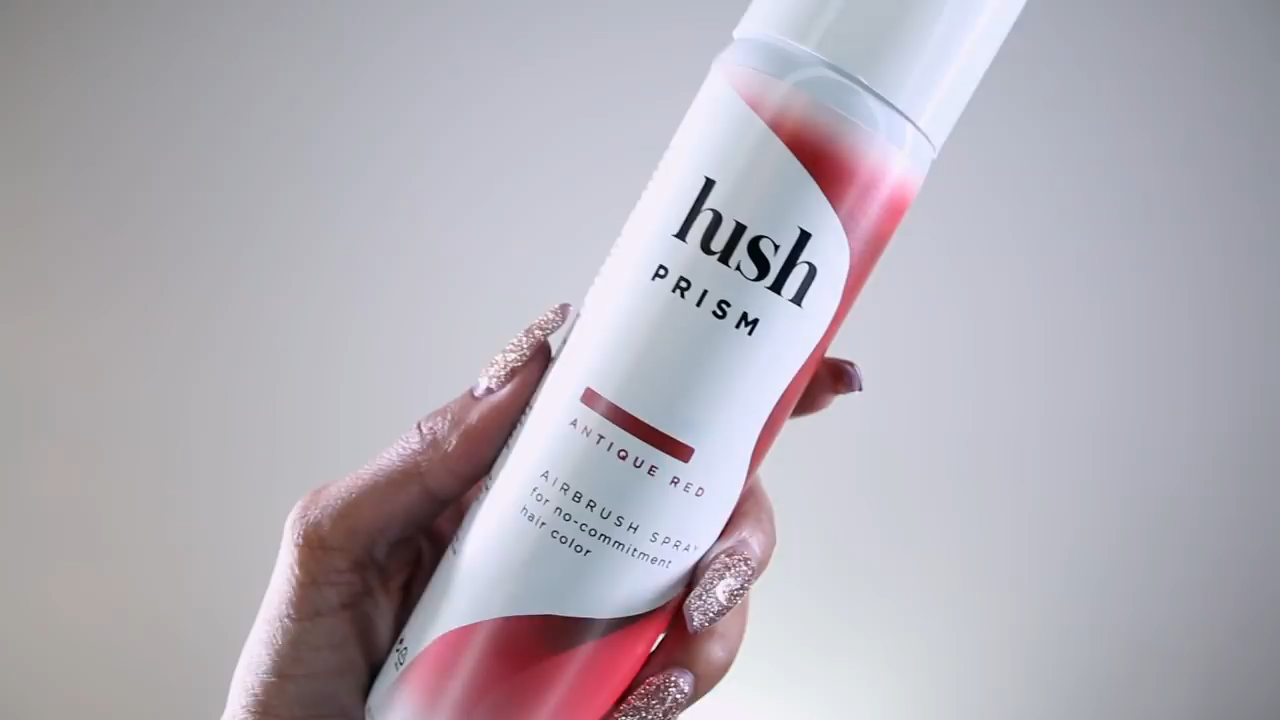 hush
PRISM
ANTIQUE RED
AIRBRUSH SPRAY
for no-commitment
hair color